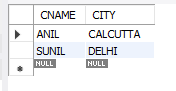 CNAME CITY
ANIL CALCUTTA
SUNIL DELHI
NULL NULL